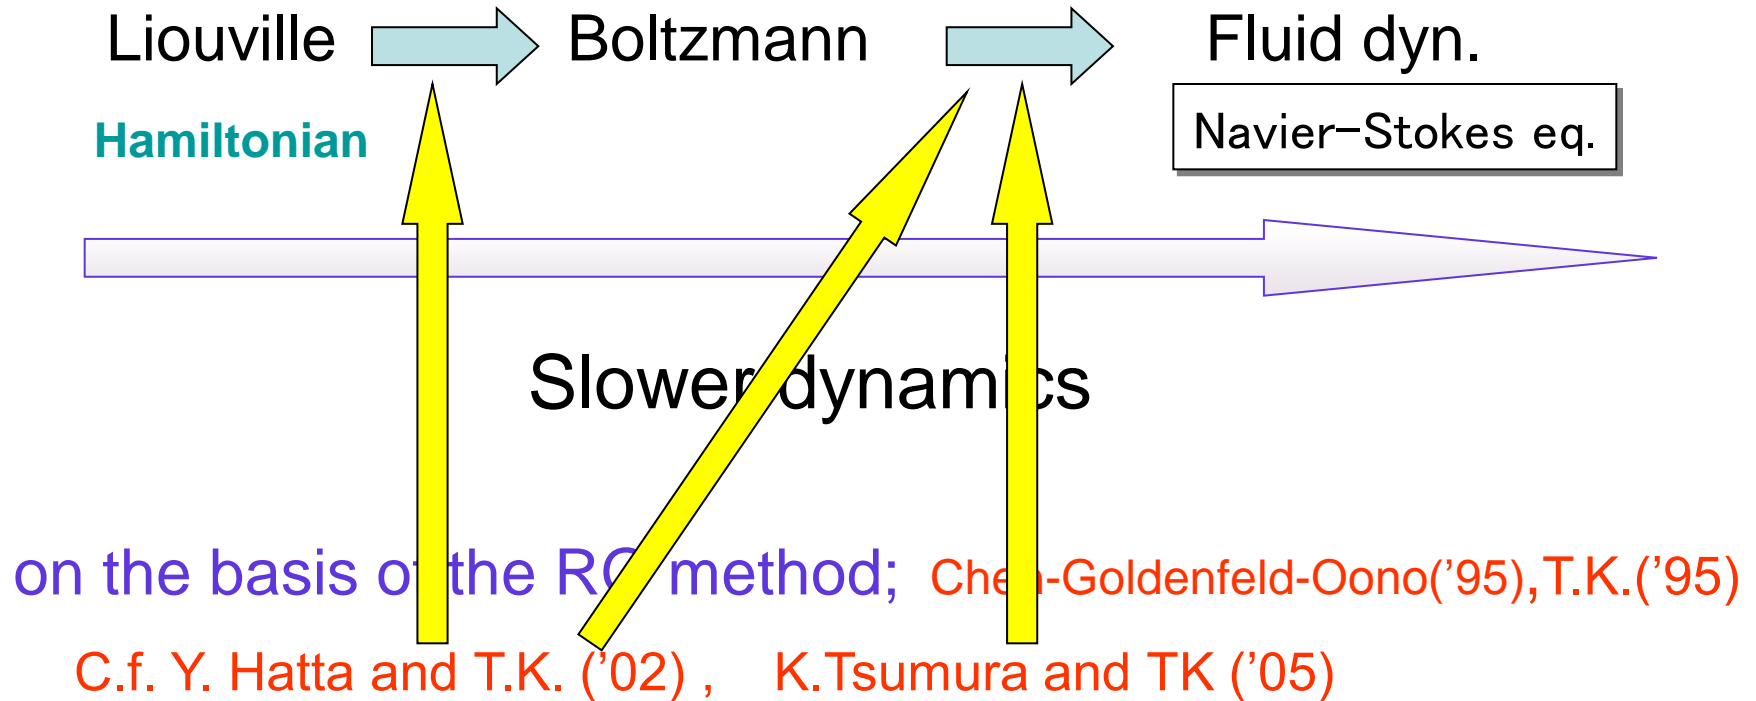 Liouville Boltzmann Fluid dyn.
Hamiltonian Navier-Stokes eq.
Slower dynamics
on the basis of the RG method; Chen-Goldenfeld-Oono('95),T.K.('95)
C.f. Y. Hatta and T.K. ('02) , K.Tsumura and TK ('05)